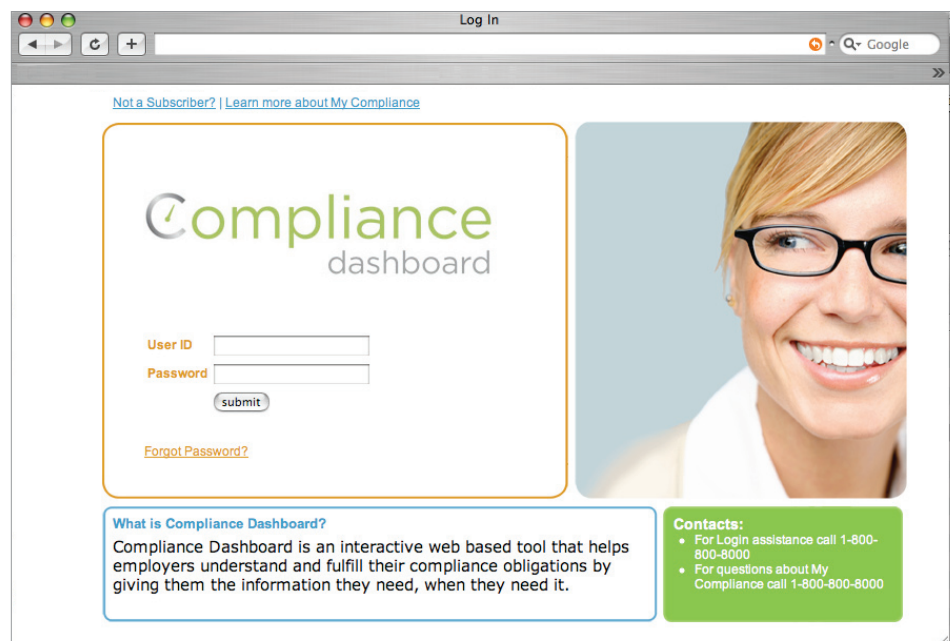 Log In
Google
Not a Subscriber? | Learn more about My Compliance
Compliance
dashboard
User ID
Password
submit
Forgot Password?
What is Compliance Dashboard?
Compliance Dashboard is an interactive web based tool that helps
employers understand and fulfill their compliance obligations by
giving them the information they need, when they need it.
Contacts:
• For Login assistance call 1-800-
800-8000
• For questions about My
Compliance call 1-800-800-8000